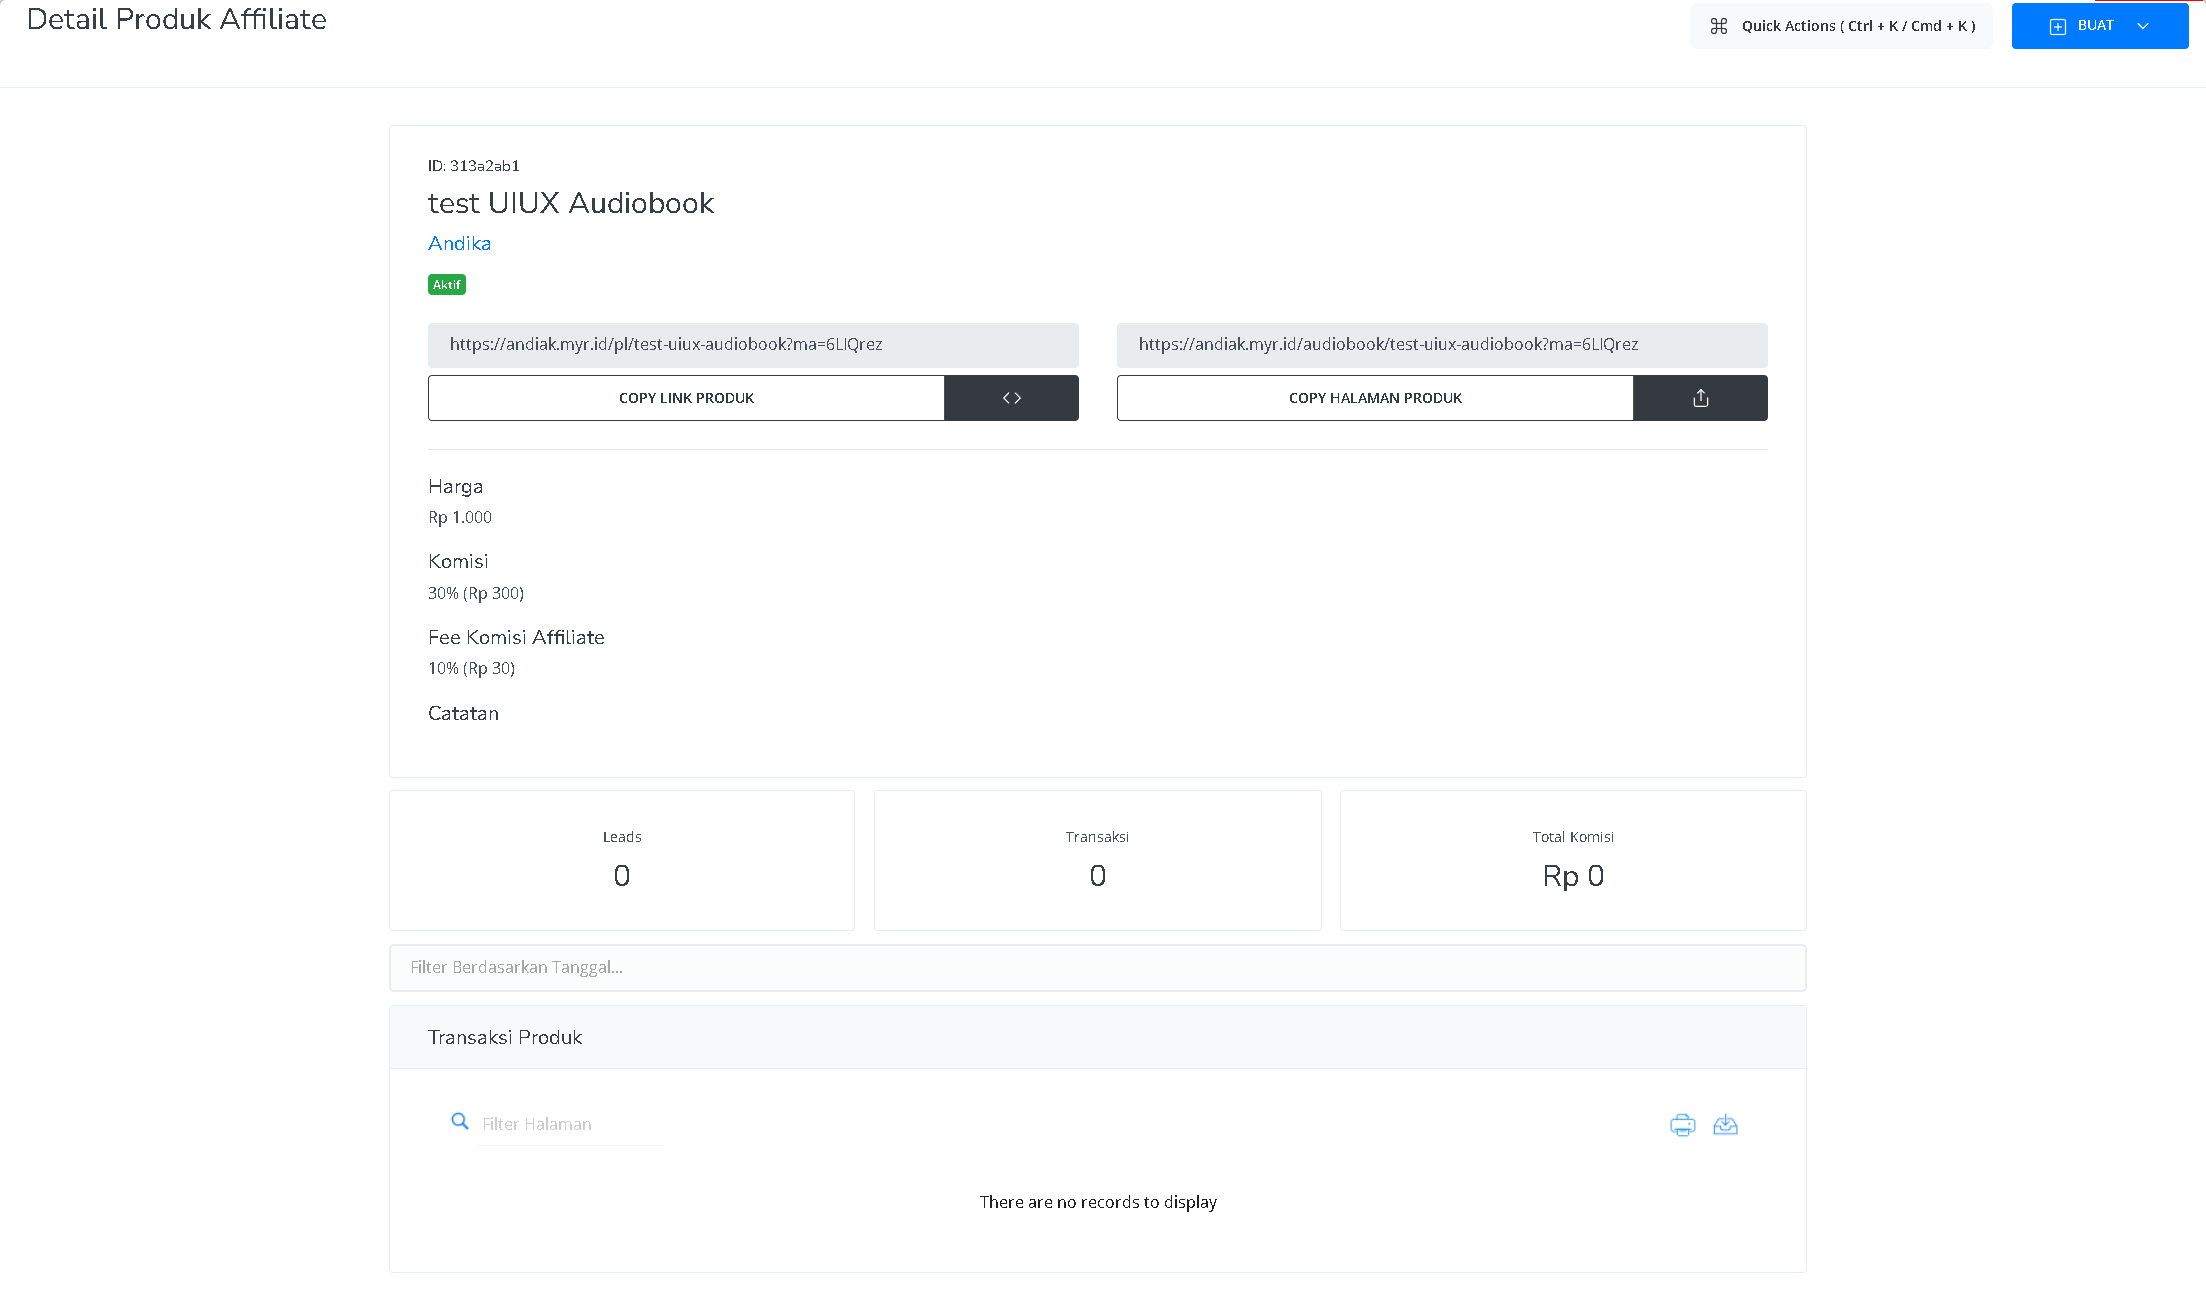 Detail Produk Affiliate
Quick Actions ( Ctrl + K / Cmd + K )
BUAT
ID: 313a2ab1
test UIUX Audiobook
Andika
Aktif
https://andiak.myr.id/pl/test-uiux-audiobook?ma=6LlQrez
https://andiak.myr.id/audiobook/test-uiux-audiobook?ma=6LlQrez
COPY LINK PRODUK
COPY HALAMAN PRODUK
Harga
Rp 1.000
Komisi
30% (Rp 300)
Fee Komisi Affiliate
10% (Rp 30)
Catatan
Leads
0
Transaksi
0
Total Komisi
Rp 0
Filter Berdasarkan Tanggal...
Transaksi Produk
Filter Halaman
There are no records to display